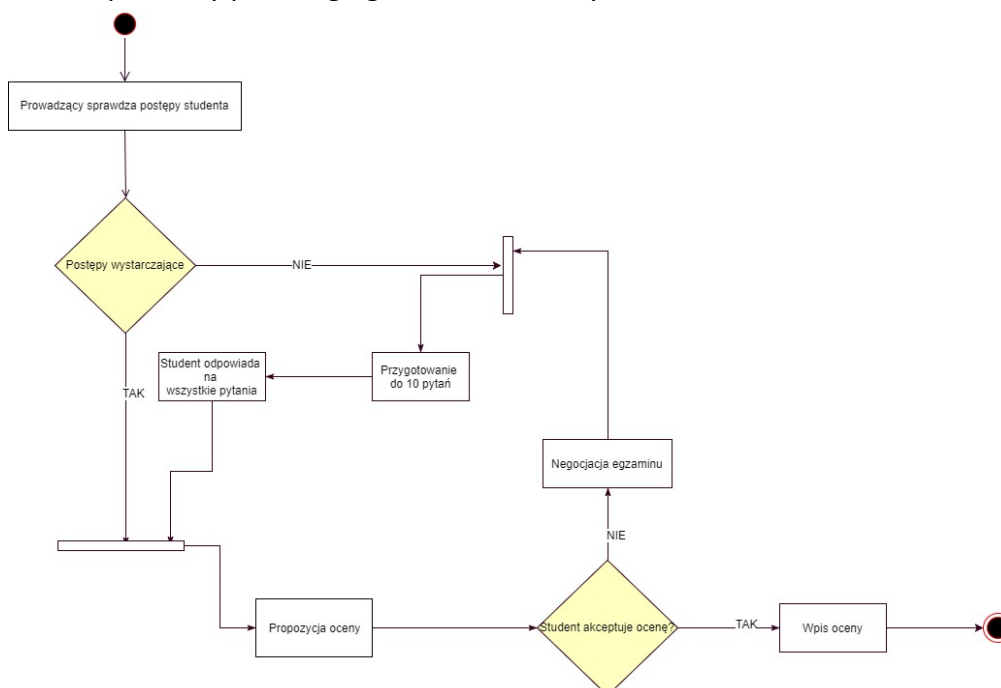 Prowadzący sprawdza postępy studenta
Postępy wystarczające
NIE
Student odpowiada
na
wszystkie pytania
Przygotowanie
do 10 pytań
TAK
Negocjacja egzaminu
NIE
Propozycja oceny
Student akceptuje ocenę?
TAK
Wpis oceny